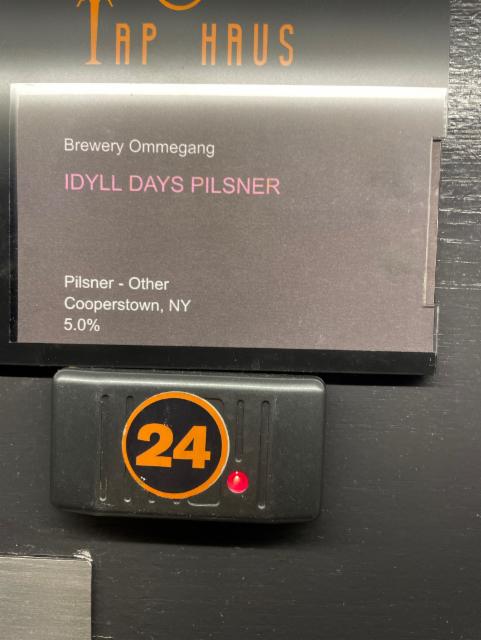 TAP HAUS
Brewery Ommegang
IDYLL DAYS PILSNER
Pilsner - Other
Cooperstown, NY
5.0%
24